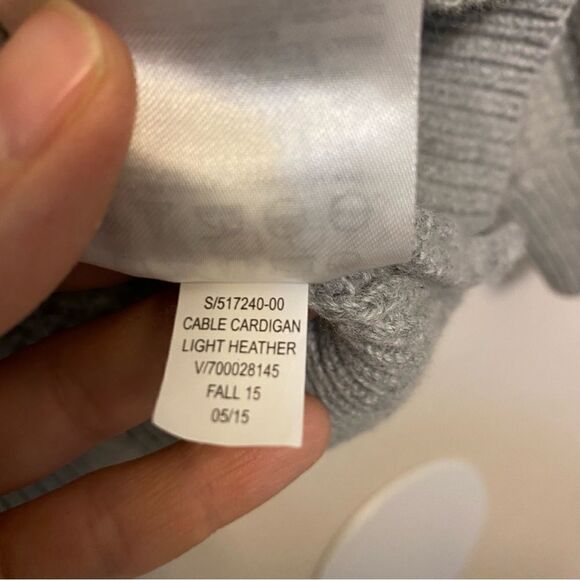 S/517240-00
CABLE CARDIGAN
LIGHT HEATHER
V/700028145
FALL 15
05/15